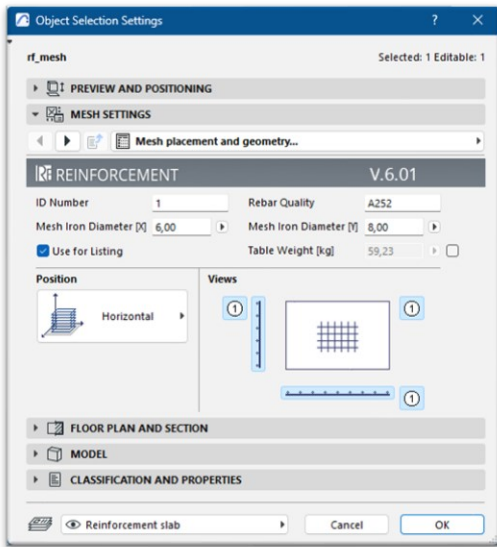 Object Selection Settings
rf_mesh Selected: 1 Editable: 1
PREVIEW AND POSITIONING
MESH SETTINGS
Mesh placement and geometry...
REINFORCEMENT V.6.01
ID Number 1 Rebar Quality A252
Mesh Iron Diameter [X] 6,00 Mesh Iron Diameter [Y] 8,00
Use for Listing Table Weight [kg] 59,23
Position Views
1 1
Horizontal
1
FLOOR PLAN AND SECTION
MODEL
CLASSIFICATION AND PROPERTIES
Reinforcement slab Cancel OK